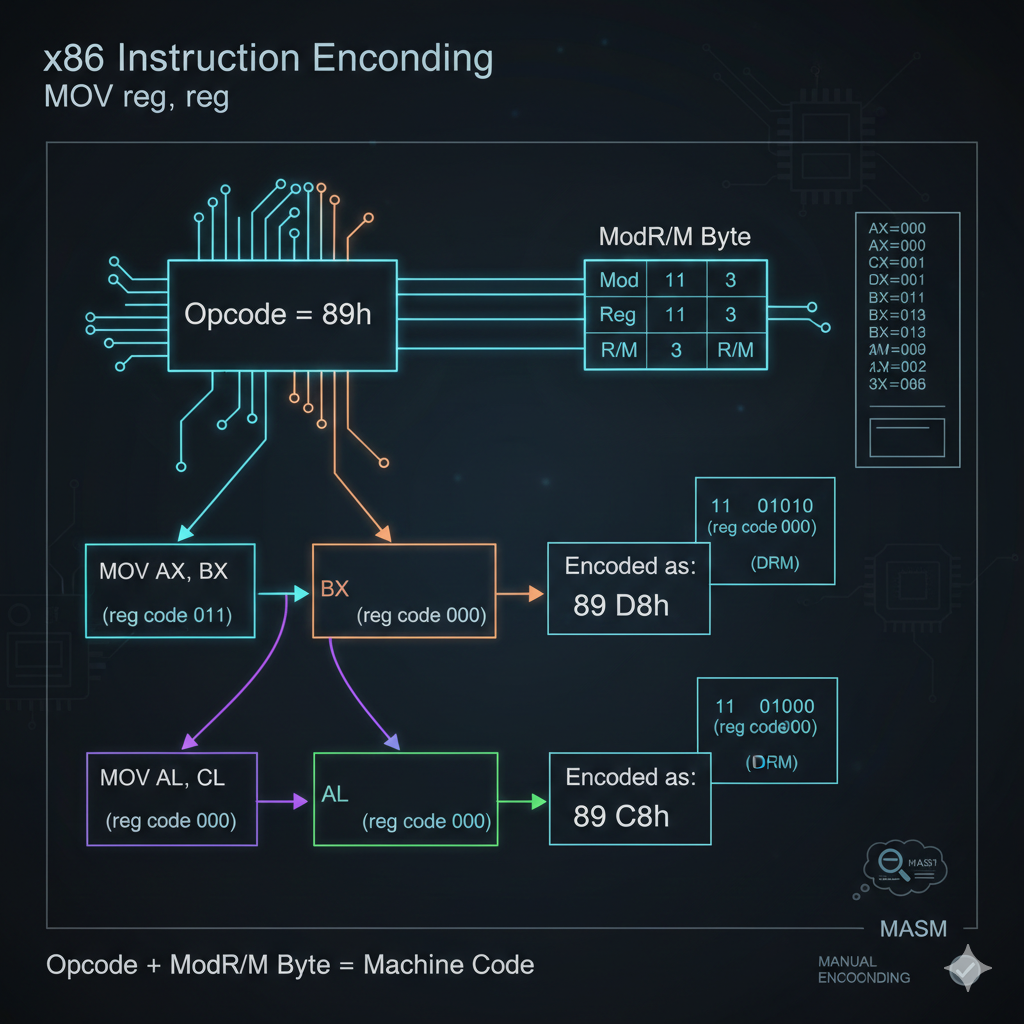 x86 Instruction Enconding
MOV reg, reg
ModR/M Byte
Opcode = 89h
Mod 11 3
Reg 11 3
R/M 3 R/M
AX=000
AX=000
CX=001
DX=001
BX=011
BX=013
BX=013
3X=086
11 01010
(reg code 000)
(DRM)
MOV AX, BX
(reg code 011)
BX
(reg code 000)
Encoded as:
89 D8h
11 01000
(DRM)
MOV AL, CL
(reg code 000)
AL
(reg code 000)
Encoded as:
89 C8h
MASM
Opcode + ModR/M Byte = Machine Code
MANUAL
ENCOONDING